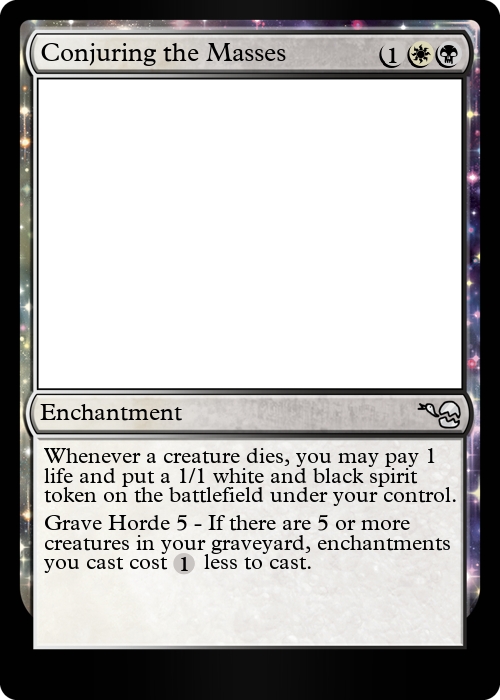 Conjuring the Masses 1
Enchantment
Whenever a creature dies, you may pay 1
life and put a 1/1 white and black spirit
token on the battlefield under your control.
Grave Horde 5 - If there are 5 or more
creatures in your graveyard, enchantments
you cast cost 1 less to cast.